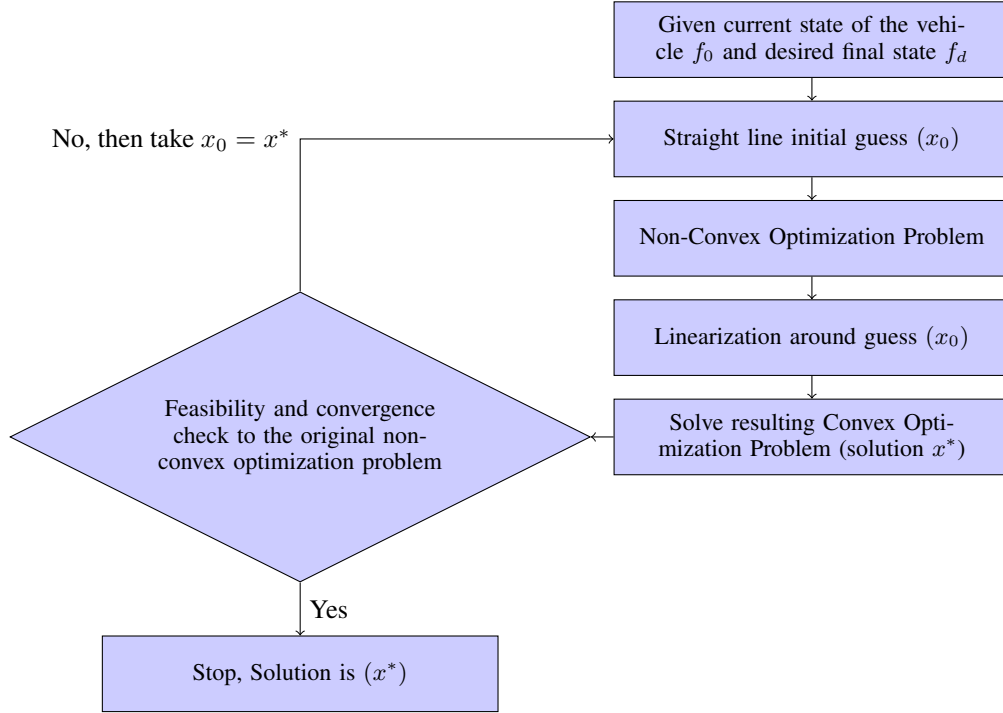 Given current state of the vehi-
cle $f_0$ and desired final state $f_d$
No, then take $x_0 = x^*$
Straight line initial guess $(x_0)$
Non-Convex Optimization Problem
Linearization around guess $(x_0)$
Solve resulting Convex Opti-
mization Problem (solution $x^*$)
Feasibility and convergence
check to the original non-
convex optimization problem
Yes
Stop, Solution is $(x^*)$